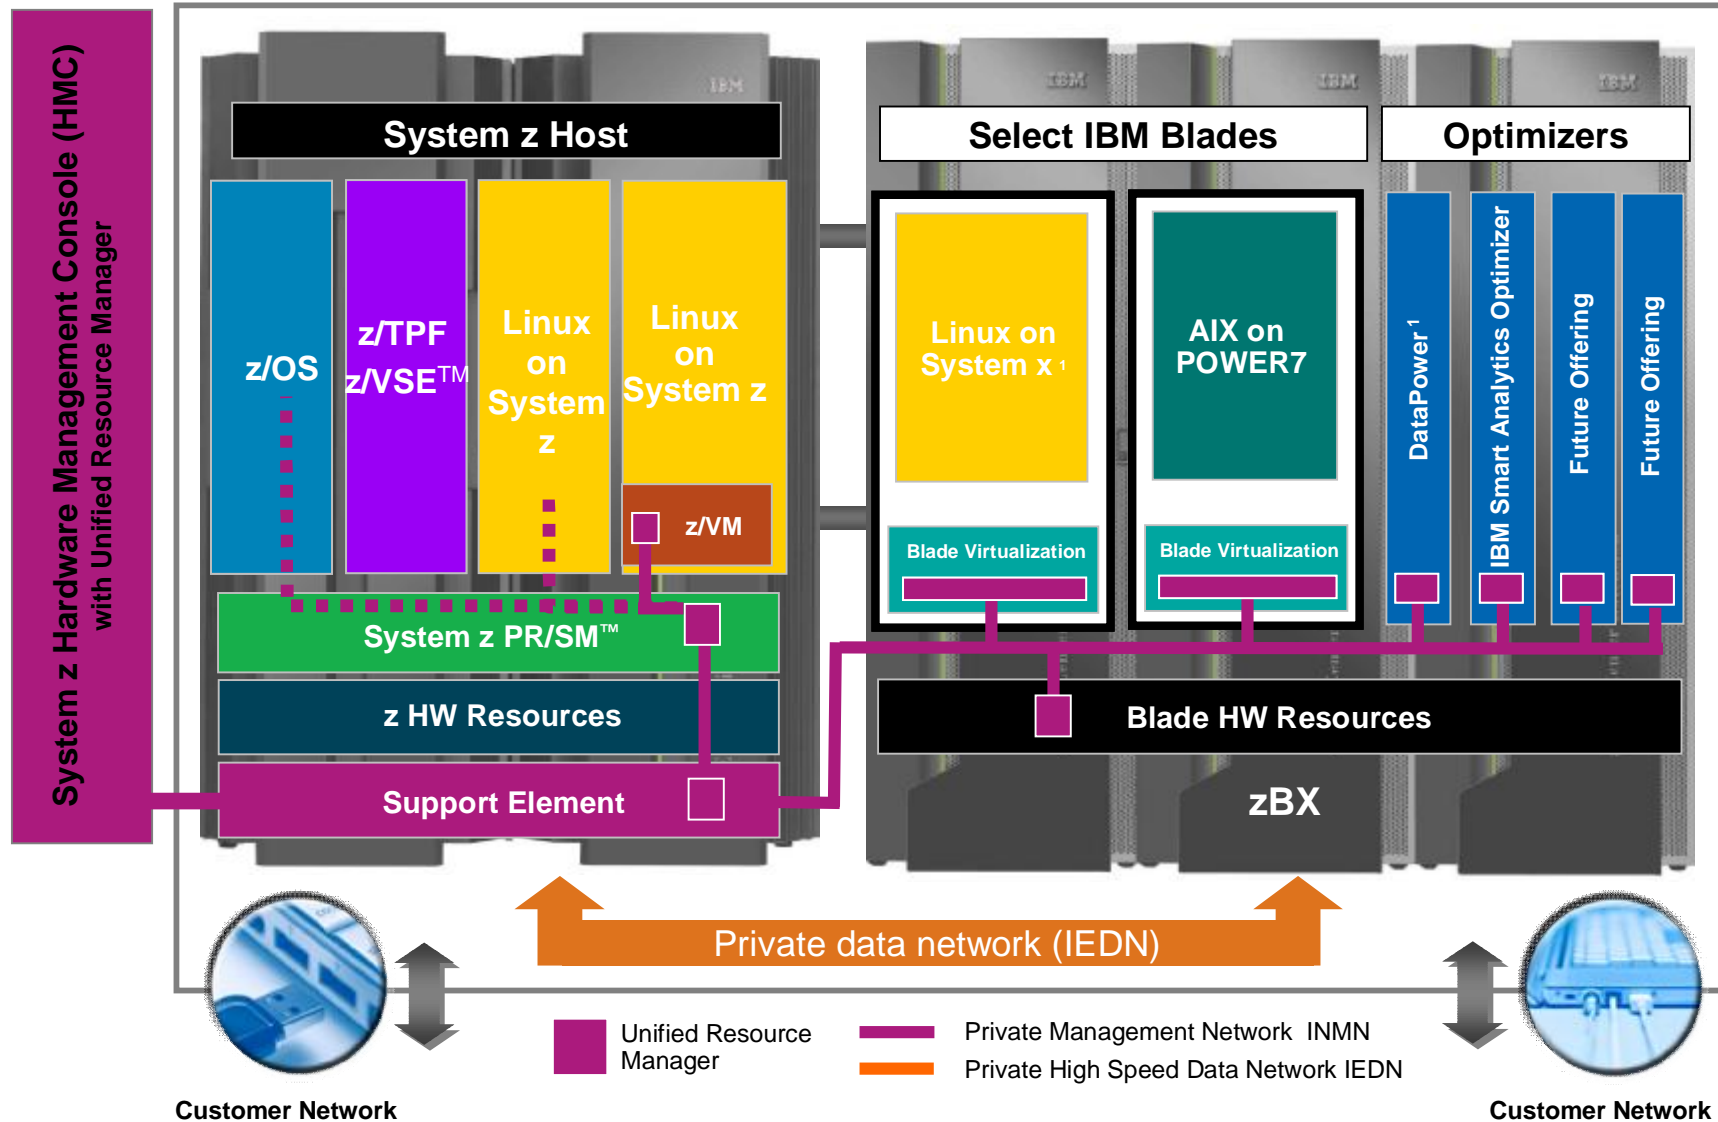 System z Hardware Management Console (HMC)
with Unified Resource Manager
IBM
IBM
IBM
IBM
System z Host
Select IBM Blades
Optimizers
z/OS
z/TPF
z/VSE™
Linux
on
System
z
Linux
on
System z
z/VM
Linux on
System x 1
AIX on
POWER7
Blade Virtualization
Blade Virtualization
DataPower 1
IBM Smart Analytics Optimizer
Future Offering
Future Offering
System z PR/SM™
z HW Resources
Support Element
Blade HW Resources
zBX
Private data network (IEDN)
Unified Resource
Manager
Private Management Network INMN
Private High Speed Data Network IEDN
Customer Network
Customer Network